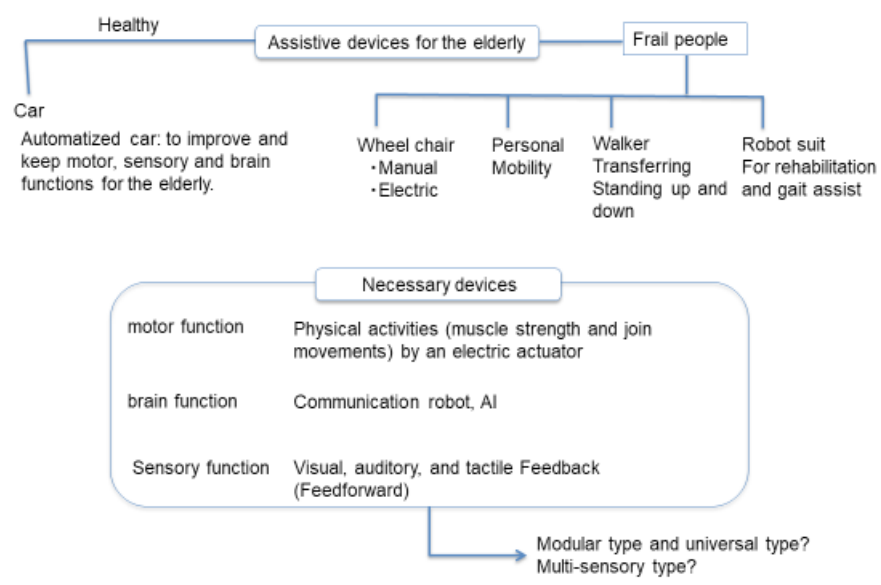 Healthy
Assistive devices for the elderly
Frail people
Car
Automatized car: to improve and
keep motor, sensory and brain
functions for the elderly.
Wheel chair
・Manual
・Electric
Personal
Mobility
Walker
Transferring
Standing up and
down
Robot suit
For rehabilitation
and gait assist
Necessary devices
motor function
Physical activities (muscle strength and join
movements) by an electric actuator
brain function
Communication robot, AI
Sensory function
Visual, auditory, and tactile Feedback
(Feedforward)
Modular type and universal type?
Multi-sensory type?